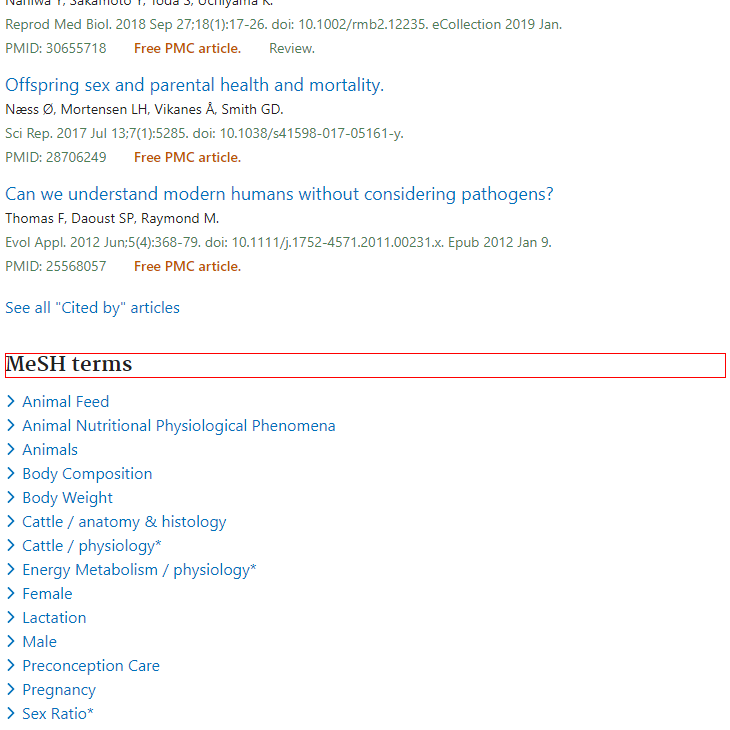 Naniwa Y, Sakamoto Y, Toda S, Uchiyama K.
Reprod Med Biol. 2018 Sep 27;18(1):17-26. doi: 10.1002/rmb2.12235. eCollection 2019 Jan.
PMID: 30655718 Free PMC article. Review.
Offspring sex and parental health and mortality.
Næss Ø, Mortensen LH, Vikanes Å, Smith GD.
Sci Rep. 2017 Jul 13;7(1):5285. doi: 10.1038/s41598-017-05161-y.
PMID: 28706249 Free PMC article.
Can we understand modern humans without considering pathogens?
Thomas F, Daoust SP, Raymond M.
Evol Appl. 2012 Jun;5(4):368-79. doi: 10.1111/j.1752-4571.2011.00231.x. Epub 2012 Jan 9.
PMID: 25568057 Free PMC article.
See all "Cited by" articles
MeSH terms
Animal Feed
Animal Nutritional Physiological Phenomena
Animals
Body Composition
Body Weight
Cattle / anatomy & histology
Cattle / physiology*
Energy Metabolism / physiology*
Female
Lactation
Male
Preconception Care
Pregnancy
Sex Ratio*